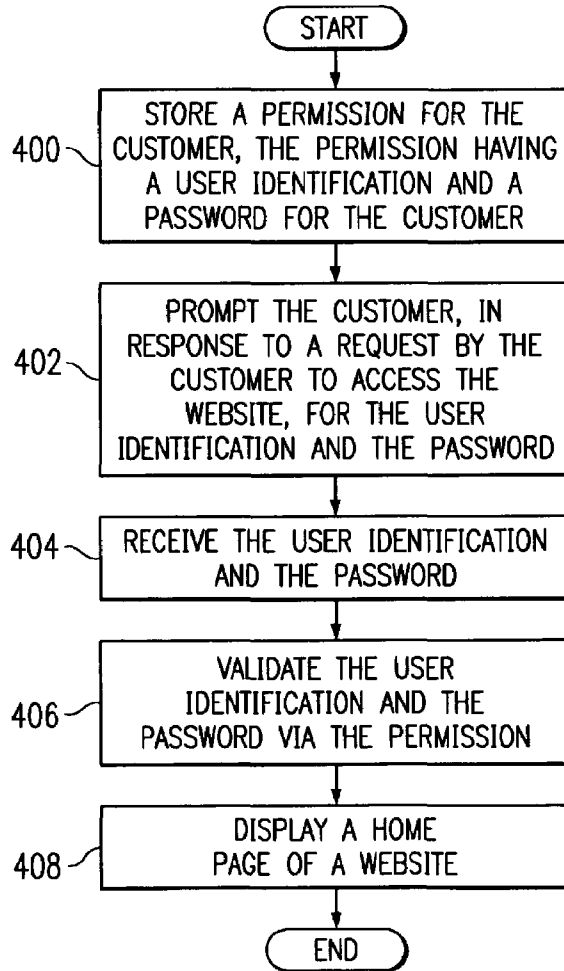 START
400
STORE A PERMISSION FOR THE
CUSTOMER, THE PERMISSION HAVING
A USER IDENTIFICATION AND A
PASSWORD FOR THE CUSTOMER
402
PROMPT THE CUSTOMER, IN
RESPONSE TO A REQUEST BY THE
CUSTOMER TO ACCESS THE
WEBSITE, FOR THE USER
IDENTIFICATION AND THE PASSWORD
404
RECEIVE THE USER IDENTIFICATION
AND THE PASSWORD
406
VALIDATE THE USER
IDENTIFICATION AND THE
PASSWORD VIA THE PERMISSION
408
DISPLAY A HOME
PAGE OF A WEBSITE
END